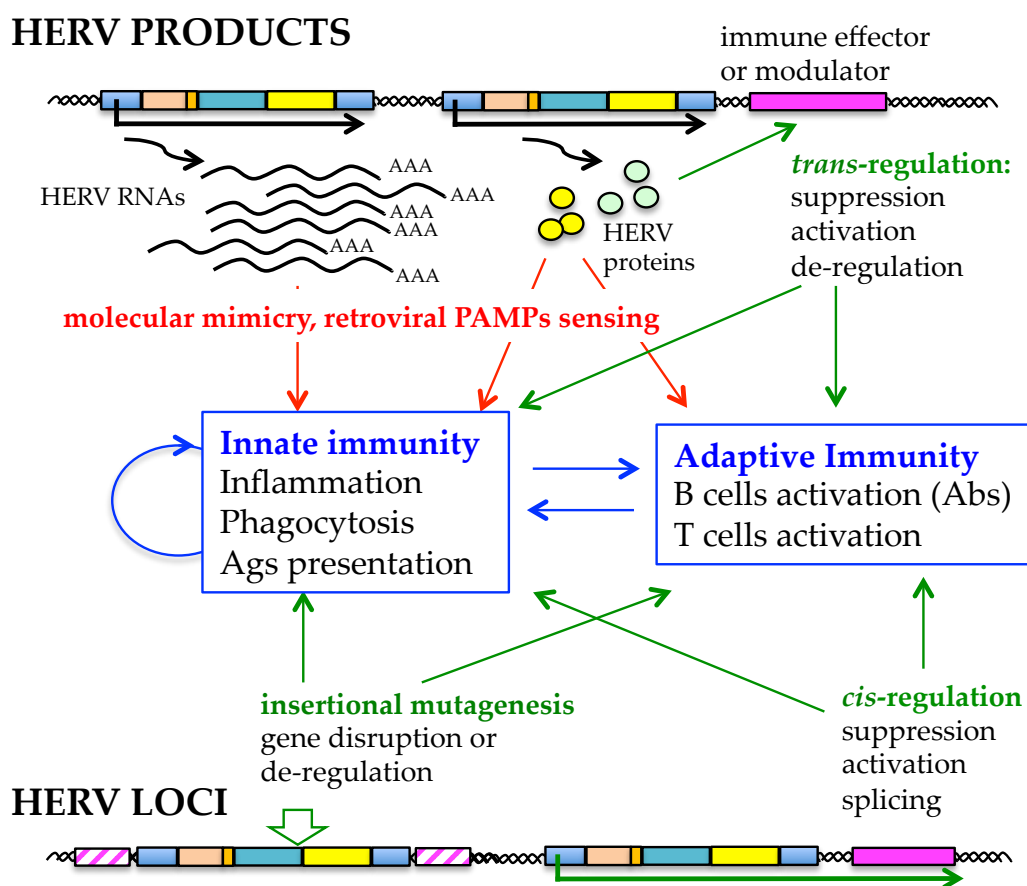 HERV PRODUCTS
immune effector
or modulator
HERV RNAs
AAA
AAA
AAA
AAA
AAA
AAA
HERV
proteins
trans-regulation:
suppression
activation
de-regulation
molecular mimicry, retroviral PAMPs sensing
Innate immunity
Inflammation
Phagocytosis
Ags presentation
Adaptive Immunity
B cells activation (Abs)
T cells activation
insertional mutagenesis
gene disruption or
de-regulation
cis-regulation
suppression
activation
splicing
HERV LOCI